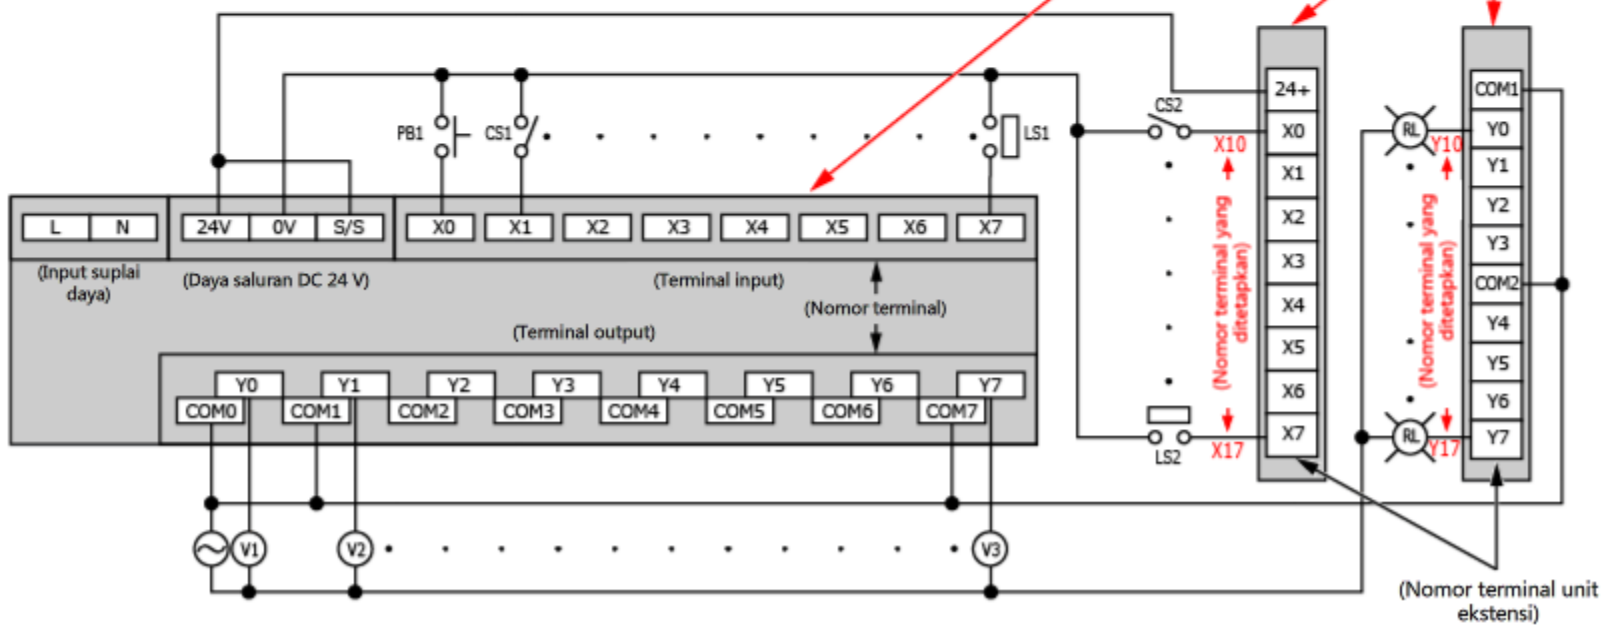 PB1
CS1
LS1
CS2
24+
X0
X1
X2
X3
X4
X5
X6
X7
X10
(Nomor terminal yang
ditetapkan)
X17
LS2
RL
RL
Y10
(Nomor terminal yang
ditetapkan)
Y17
COM1
Y0
Y1
Y2
Y3
COM2
Y4
Y5
Y6
Y7
L N 24V 0V S/S X0 X1 X2 X3 X4 X5 X6 X7
(Input suplai
daya)
(Daya saluran DC 24 V)
(Terminal input)
(Nomor terminal)
(Terminal output)
Y0 Y1 Y2 Y3 Y4 Y5 Y6 Y7
COM0 COM1 COM2 COM3 COM4 COM5 COM6 COM7
V1 V2 V3
(Nomor terminal unit
ekstensi)